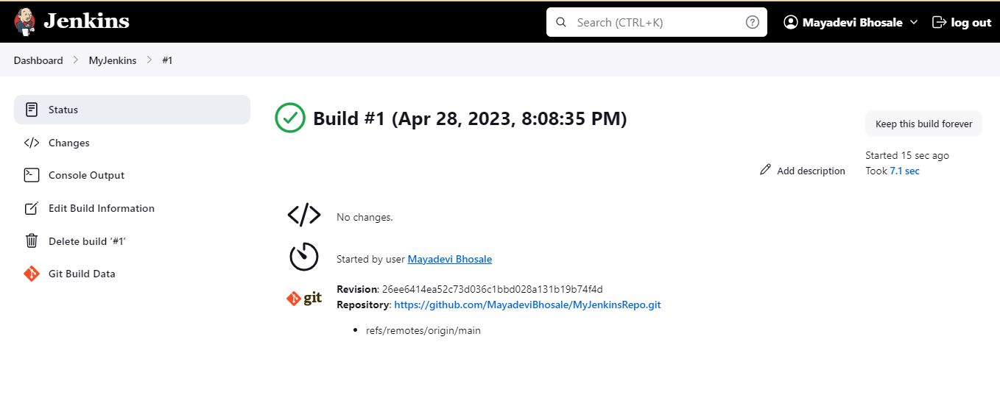 Jenkins
Search (CTRL+K)
?
Mayadevi Bhosale
log out
Dashboard > MyJenkins > #1
Status
Changes
Console Output
Edit Build Information
Delete build ‘#1’
Git Build Data
Build #1 (Apr 28, 2023, 8:08:35 PM)
Keep this build forever
Started 15 sec ago
Took 7.1 sec
Add description
No changes.
Started by user Mayadevi Bhosale
git
Revision: 26ee6414ea52c73d036c1bbd028a131b19b74f4d
Repository: https://github.com/MayadeviBhosale/MyJenkinsRepo.git
• refs/remotes/origin/main